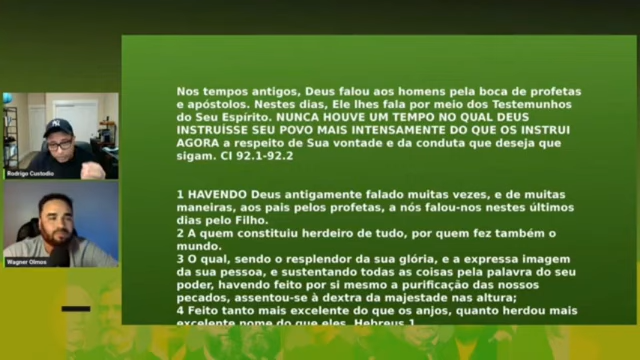 Nos tempos antigos, Deus falou aos homens pela boca de profetas
e apóstolos. Nestes dias, Ele lhes fala por meio dos Testemunhos
do Seu Espírito. NUNCA HOUVE UM TEMPO NO QUAL DEUS
INSTRUÍSSE SEU POVO MAIS INTENSAMENTE DO QUE OS INSTRUI
AGORA a respeito de Sua vontade e da conduta que deseja que
sigam. CI 92.1-92.2
1 HAVENDO Deus antigamente falado muitas vezes, e de muitas
maneiras, aos pais pelos profetas, a nós falou-nos nestes últimos
dias pelo Filho.
2 A quem constituiu herdeiro de tudo, por quem fez também o
mundo.
3 O qual, sendo o resplendor da sua glória, e a expressa imagem
da sua pessoa, e sustentando todas as coisas pela palavra do seu
poder, havendo feito por si mesmo a purificação dos nossos
pecados, assentou-se à dextra da majestade nas altura;
4 Feito tanto mais excelente do que os anjos, quanto herdou mais
excelente nome do que eles. Hebreus 1
Rodrigo Custodio
Wagner Olmos